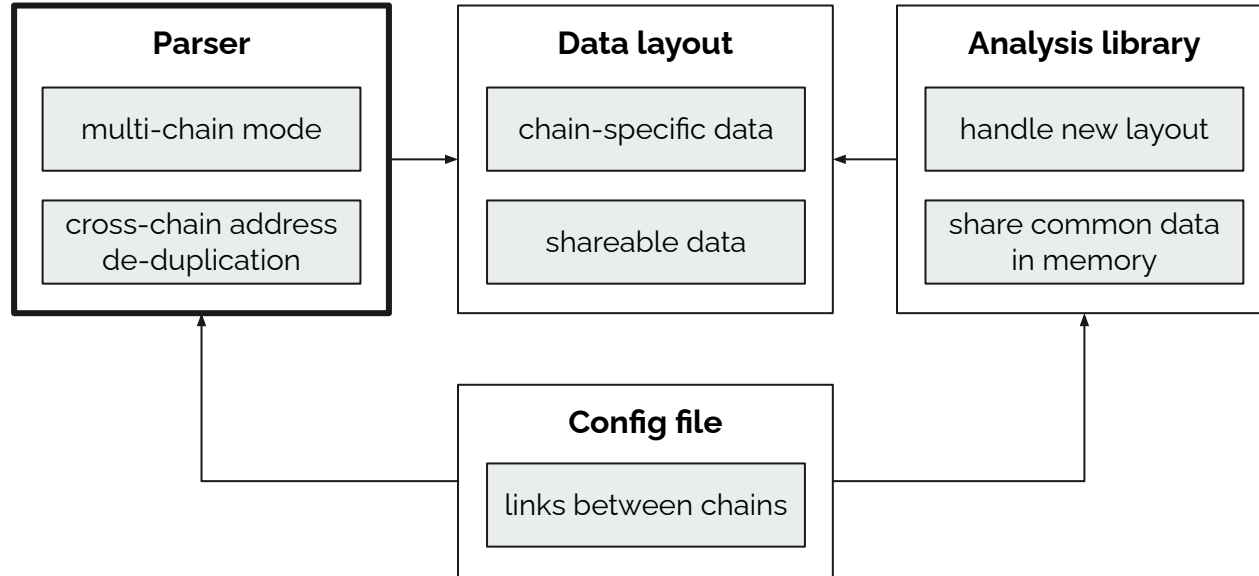 Parser
multi-chain mode
cross-chain address
de-duplication
Data layout
chain-specific data
shareable data
Analysis library
handle new layout
share common data
in memory
Config file
links between chains